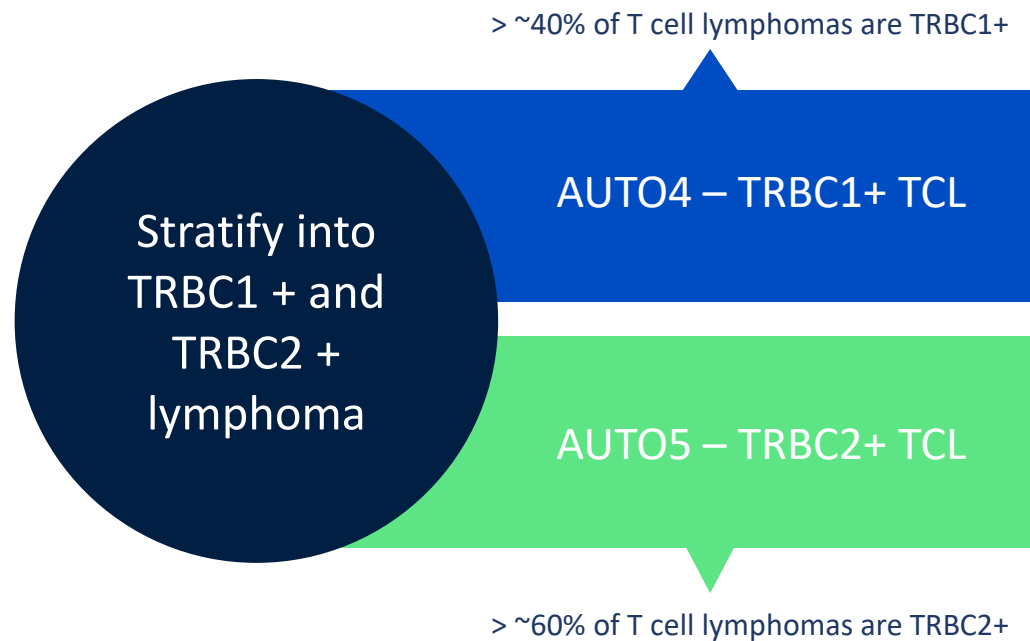 > ~40% of T cell lymphomas are TRBC1+
AUTO4 – TRBC1+ TCL
Stratify into
TRBC1 + and
TRBC2 +
lymphoma
AUTO5 – TRBC2+ TCL
> ~60% of T cell lymphomas are TRBC2+